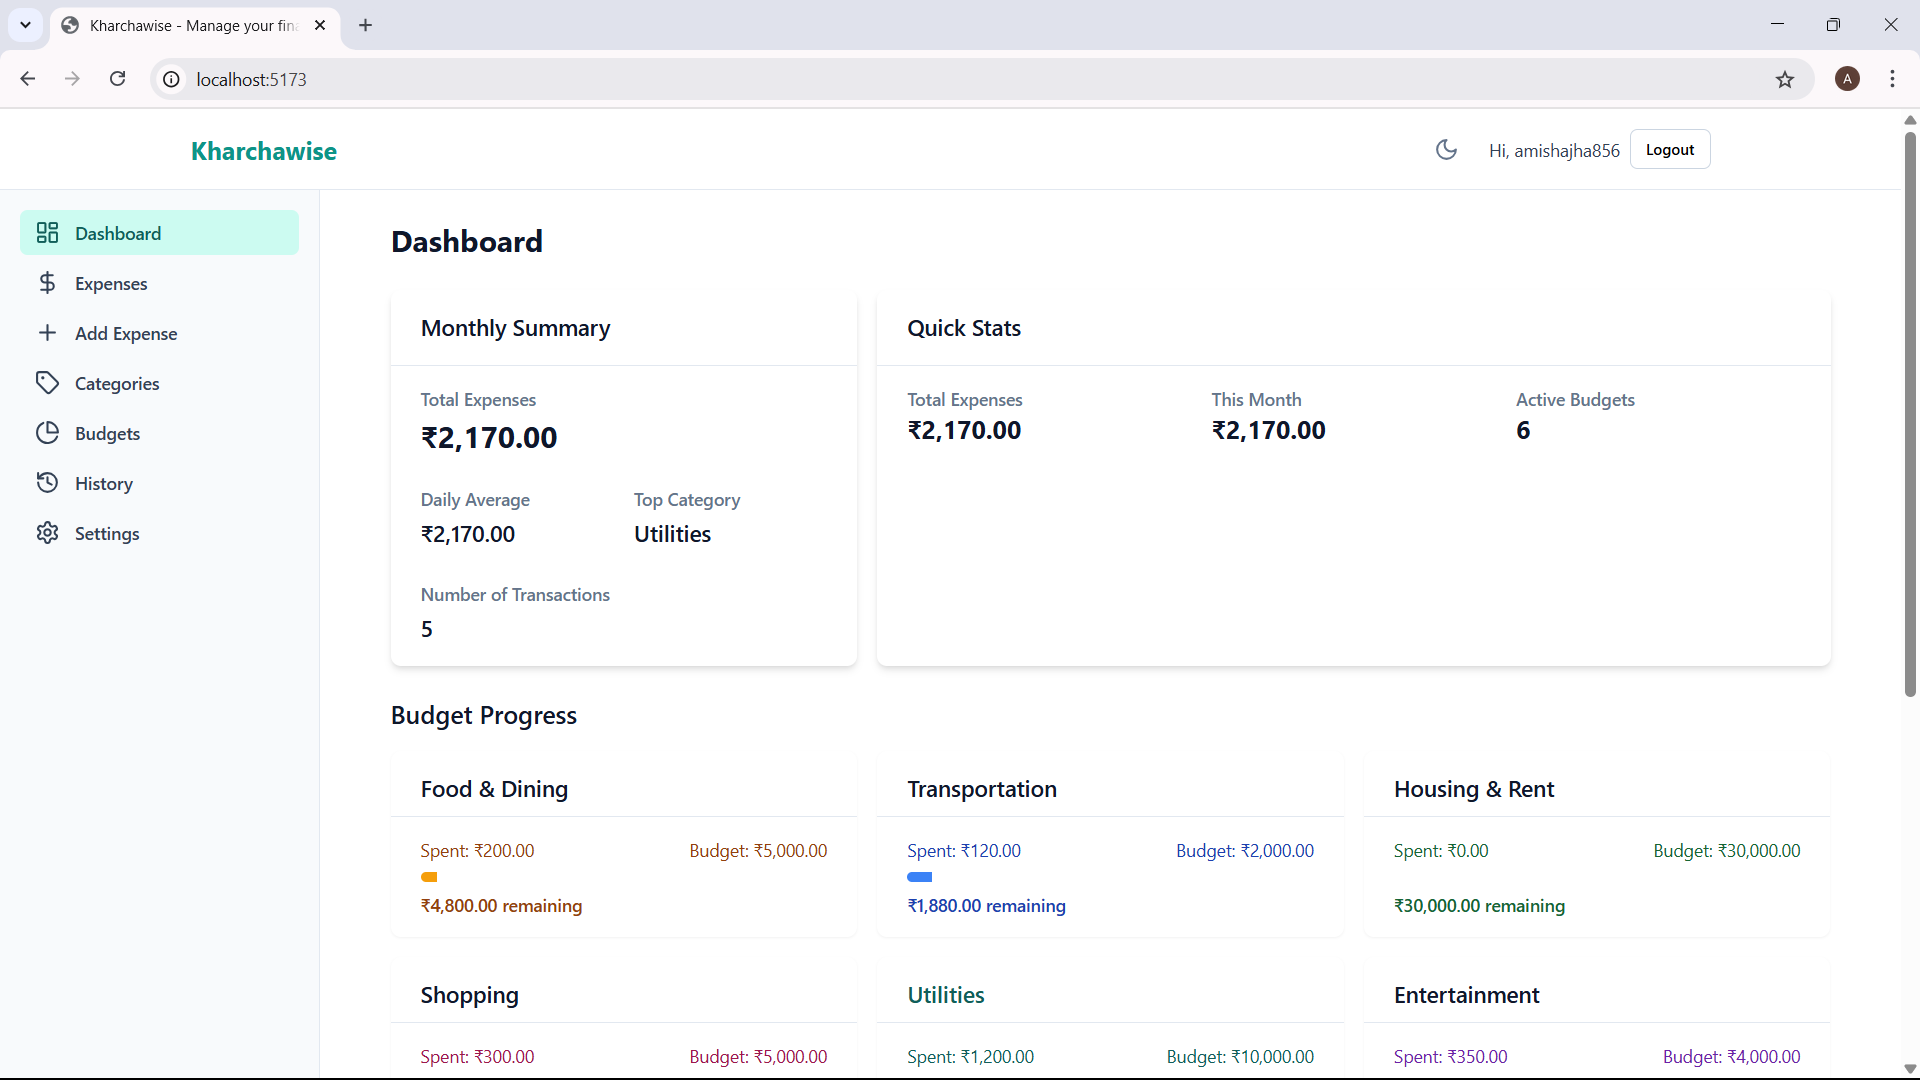 Kharchawise - Manage your fin
localhost:5173
A
Kharchawise
Hi, amishajha856
Logout
Dashboard
Expenses
Add Expense
Categories
Budgets
History
Settings
Dashboard
Monthly Summary
Total Expenses
₹2,170.00
Daily Average
Top Category
₹2,170.00
Utilities
Number of Transactions
5
Quick Stats
Total Expenses
This Month
Active Budgets
₹2,170.00
₹2,170.00
6
Budget Progress
Food & Dining
Spent: ₹200.00
Budget: ₹5,000.00
₹4,800.00 remaining
Transportation
Spent: ₹120.00
Budget: ₹2,000.00
₹1,880.00 remaining
Housing & Rent
Spent: ₹0.00
Budget: ₹30,000.00
₹30,000.00 remaining
Shopping
Spent: ₹300.00
Budget: ₹5,000.00
Utilities
Spent: ₹1,200.00
Budget: ₹10,000.00
Entertainment
Spent: ₹350.00
Budget: ₹4,000.00